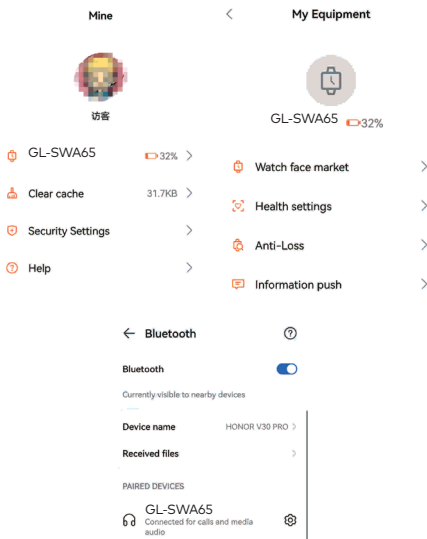 Mine
访客
GL-SWA65 32%
Clear cache 31.7KB
Security Settings
Help
My Equipment
GL-SWA65 32%
Watch face market
Health settings
Anti-Loss
Information push
Bluetooth
Bluetooth
Currently visible to nearby devices
Device name HONOR V30 PRO
Received files
PAIRED DEVICES
GL-SWA65
Connected for calls and media
audio